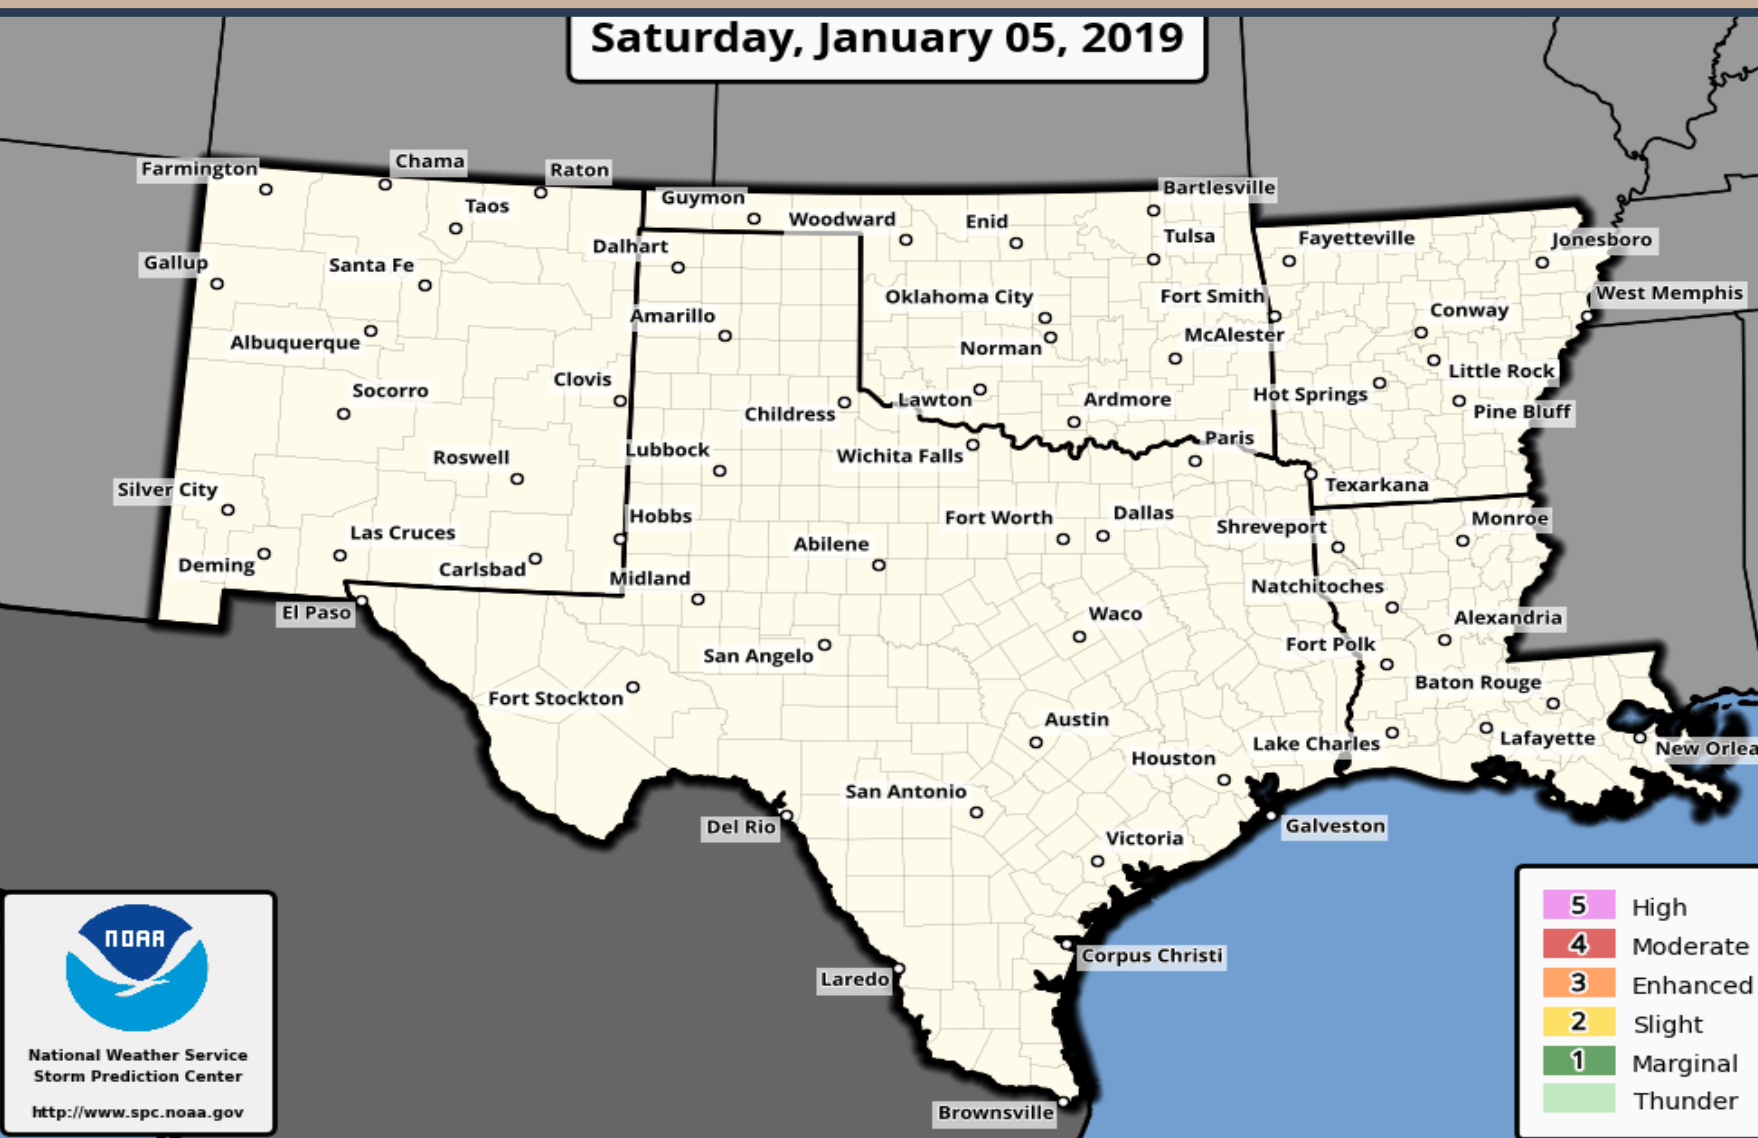 Saturday, January 05, 2019
Farmington
Chama
Raton
Taos
Guymon
Woodward
Enid
Bartlesville
Tulsa
Fayetteville
Jonesboro
Gallup
Santa Fe
Dalhart
Oklahoma City
Fort Smith
West Memphis
Albuquerque
Amarillo
Norman
McAlester
Conway
Socorro
Clovis
Childress
Lawton
Ardmore
Hot Springs
Little Rock
Pine Bluff
Roswell
Lubbock
Wichita Falls
Paris
Texarkana
Silver City
Las Cruces
Hobbs
Abilene
Fort Worth
Dallas
Shreveport
Monroe
Deming
Carlsbad
Midland
Natchitoches
El Paso
San Angelo
Waco
Fort Polk
Alexandria
Fort Stockton
Austin
Baton Rouge
Houston
Lake Charles
Lafayette
New Orlea
San Antonio
Del Rio
Victoria
Galveston
Corpus Christi
Laredo
Brownsville
NOAA
National Weather Service
Storm Prediction Center
http://www.spc.noaa.gov
5 High
4 Moderate
3 Enhanced
2 Slight
1 Marginal
Thunder